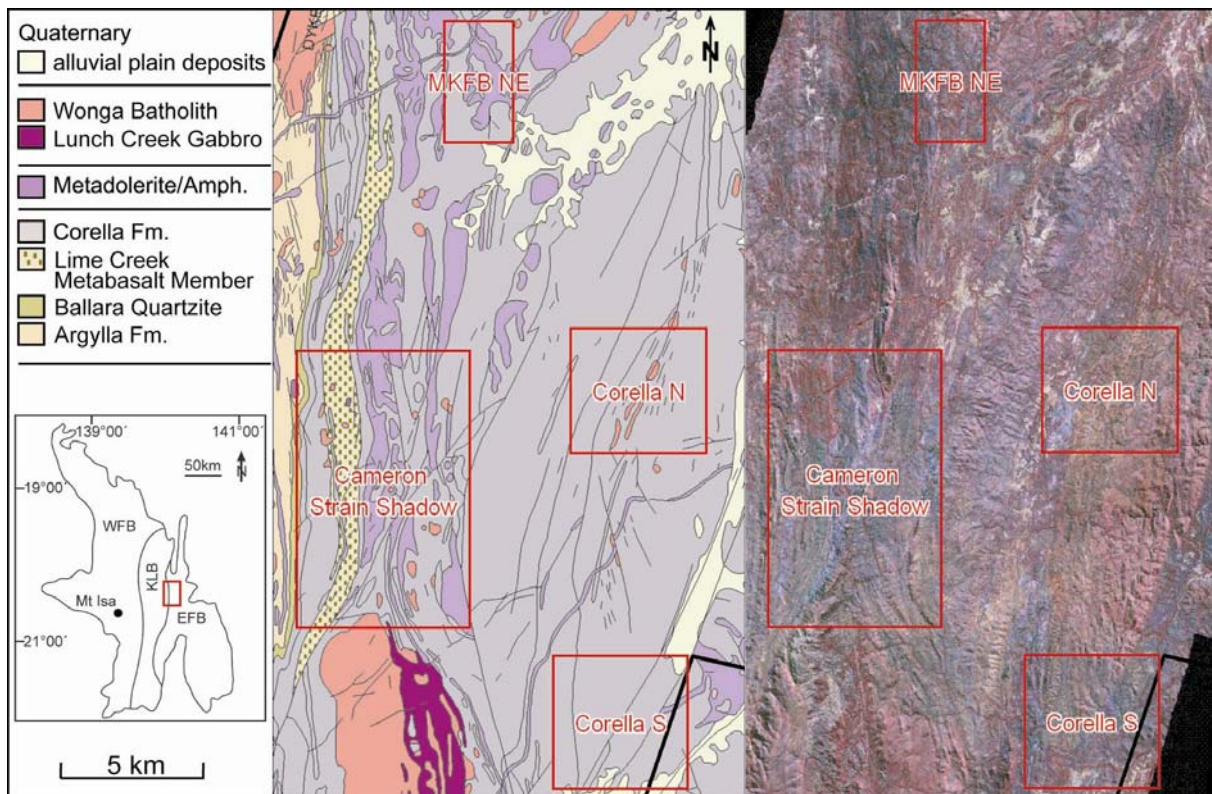 Quaternary
alluvial plain deposits
Wonga Batholith
Lunch Creek Gabbro
Metadolerite/Amph.
Corella Fm.
Lime Creek
Metabasalt Member
Ballara Quartzite
Argylla Fm.
139°00´
141°00´
50km
N
19°00´
WFB
KLB
Mt Isa
EFB
21°00´
5 km
DYKE
MKFB NE
N
Corella N
Cameron
Strain Shadow
Corella S
MKFB NE
Corella N
Cameron
Strain Shadow
Corella S